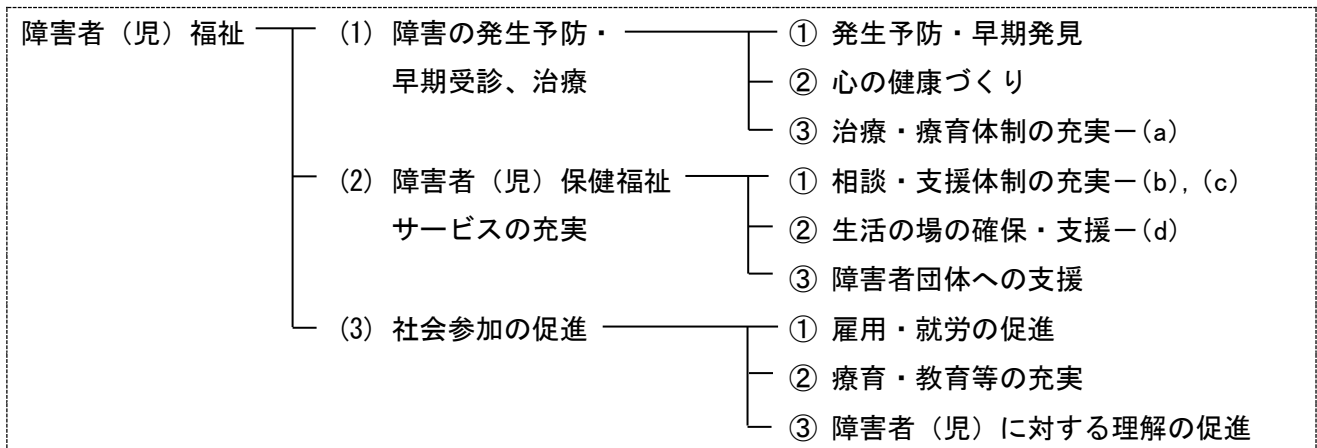 障害者（児）福祉 (1) 障害の発生予防・ ① 発生予防・早期発見
早期受診、治療 ② 心の健康づくり
③ 治療・療育体制の充実－(a)
(2) 障害者（児）保健福祉 ① 相談・支援体制の充実－(b), (c)
サービスの充実 ② 生活の場の確保・支援－(d)
③ 障害者団体への支援
(3) 社会参加の促進 ① 雇用・就労の促進
② 療育・教育等の充実
③ 障害者（児）に対する理解の促進